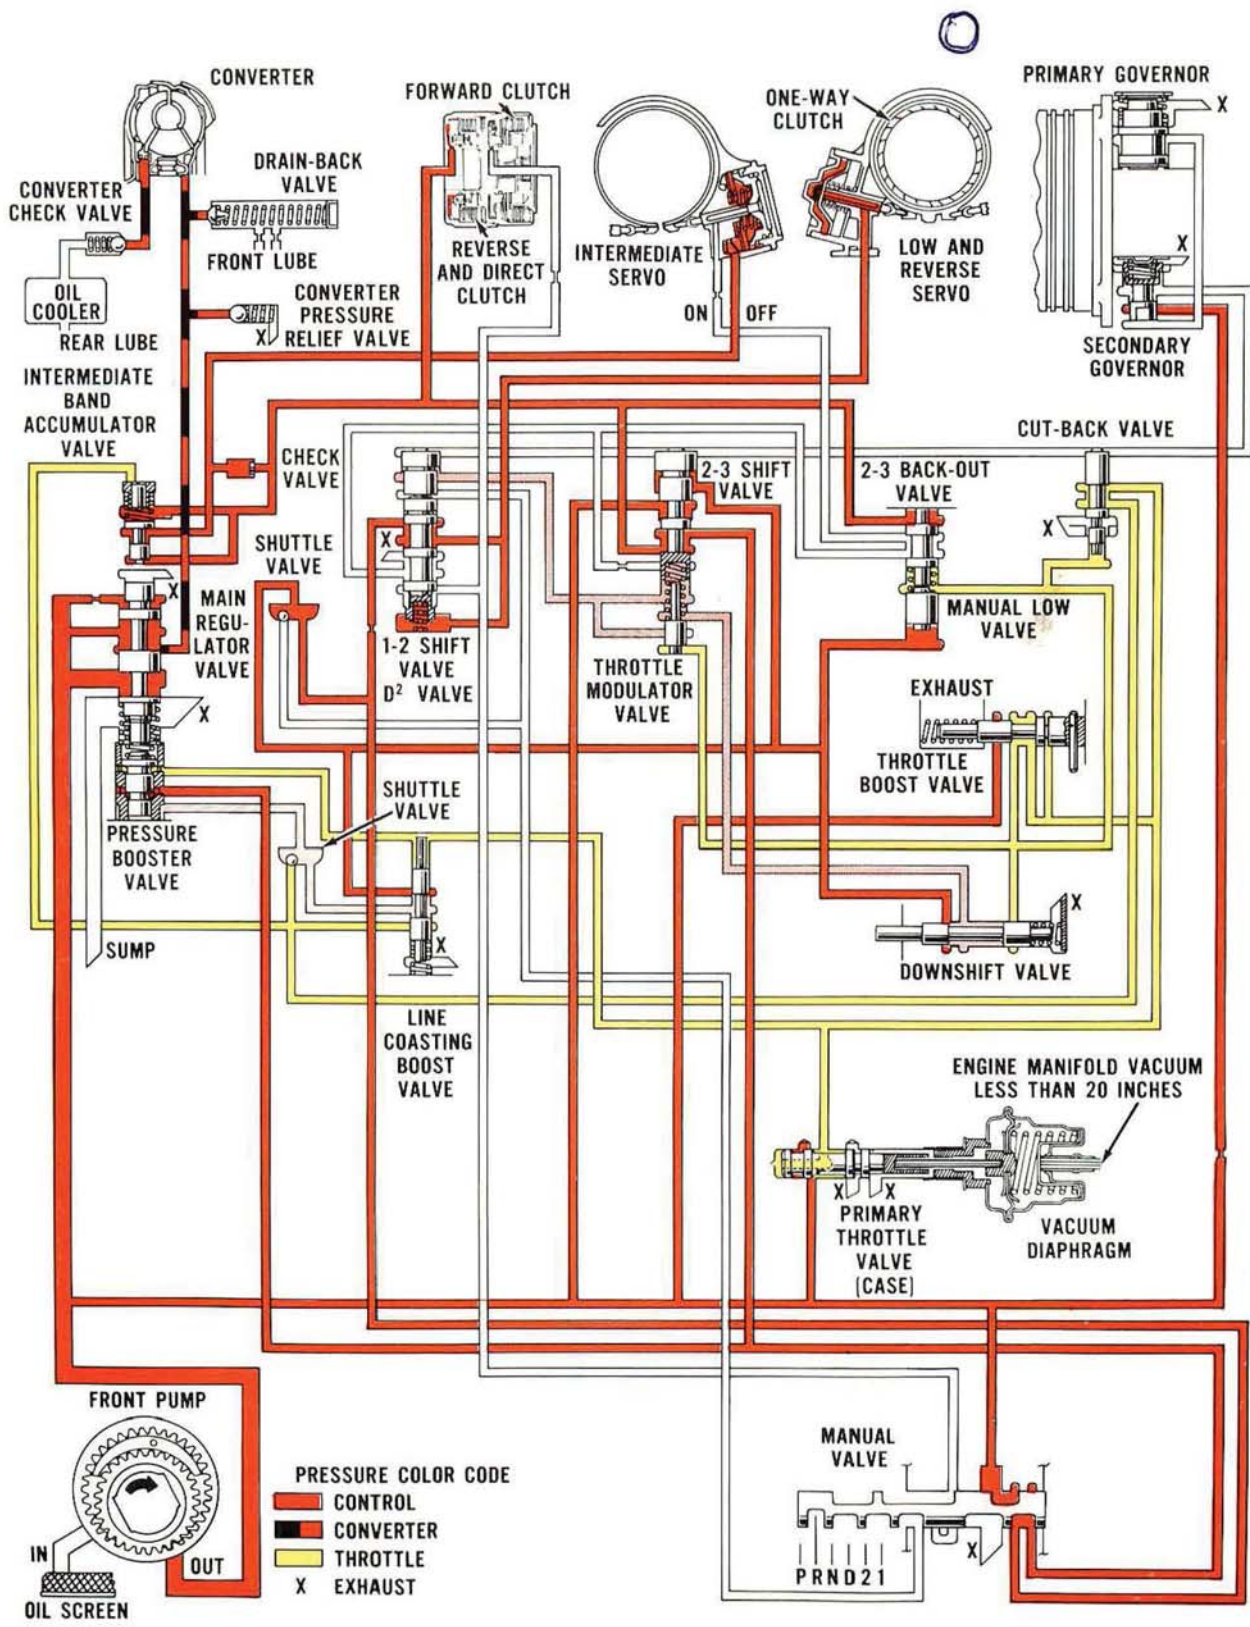 CONVERTER
FORWARD CLUTCH
ONE-WAY
CLUTCH
PRIMARY GOVERNOR
X
DRAIN-BACK
VALVE
CONVERTER
CHECK VALVE
FRONT LUBE
REVERSE
AND DIRECT
CLUTCH
INTERMEDIATE
SERVO
LOW AND
REVERSE
SERVO
X
OIL
COOLER
CONVERTER
PRESSURE
RELIEF VALVE
X
ON
OFF
REAR LUBE
SECONDARY
GOVERNOR
INTERMEDIATE
BAND
ACCUMULATOR
VALVE
CUT-BACK VALVE
CHECK
VALVE
2-3 SHIFT
VALVE
2-3 BACK-OUT
VALVE
X
SHUTTLE
VALVE
X
X
MAIN
REGU-
LATOR
VALVE
MANUAL LOW
VALVE
1-2 SHIFT
VALVE
D2 VALVE
THROTTLE
MODULATOR
VALVE
EXHAUST
X
THROTTLE
BOOST VALVE
SHUTTLE
VALVE
PRESSURE
BOOSTER
VALVE
X
SUMP
X
DOWNSHIFT VALVE
LINE
COASTING
BOOST
VALVE
ENGINE MANIFOLD VACUUM
LESS THAN 20 INCHES
X
X
PRIMARY
THROTTLE
VALVE
(CASE)
VACUUM
DIAPHRAGM
FRONT PUMP
MANUAL
VALVE
PRESSURE COLOR CODE
CONTROL
CONVERTER
THROTTLE
X EXHAUST
IN
OUT
X
P R N D 2 1
OIL SCREEN